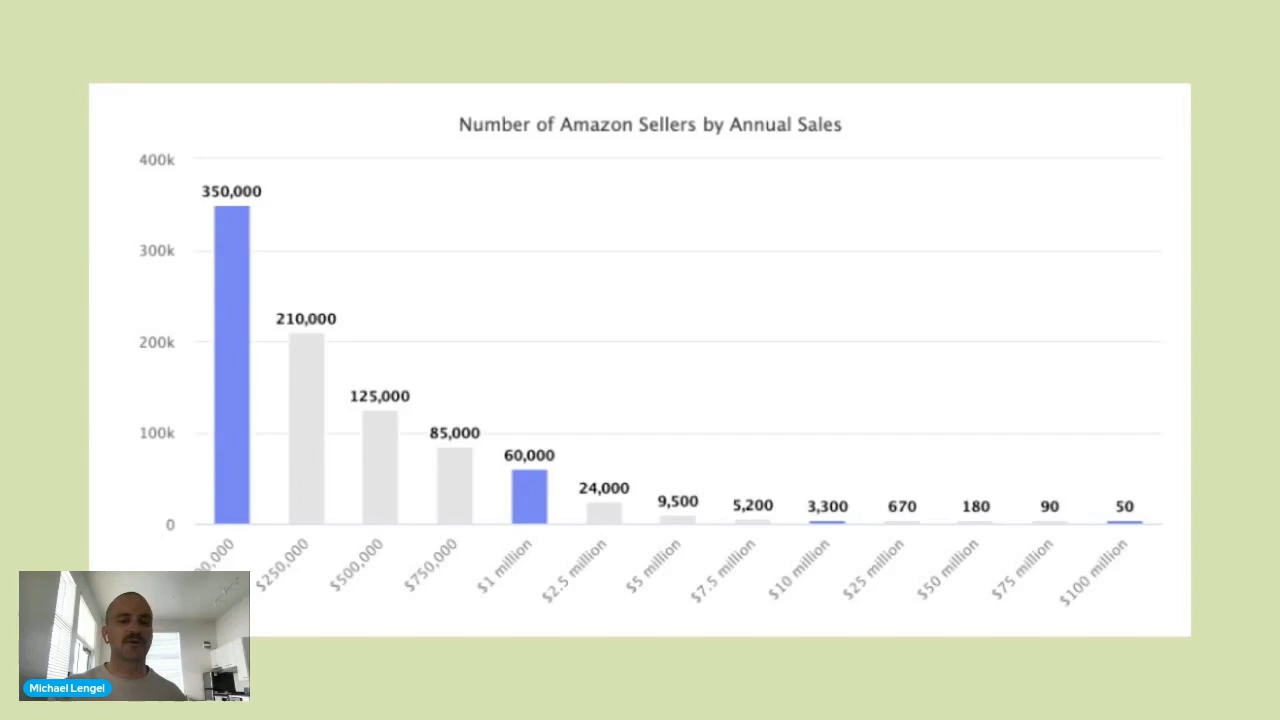 Number of Amazon Sellers by Annual Sales
400k
300k
200k
100k
0
350,000
210,000
125,000
85,000
60,000
24,000
9,500
5,200
3,300
670
180
90
50
$250,000
$500,000
$750,000
$1 million
$2.5 million
$5 million
$7.5 million
$10 million
$25 million
$50 million
$75 million
$100 million
Michael Lengel